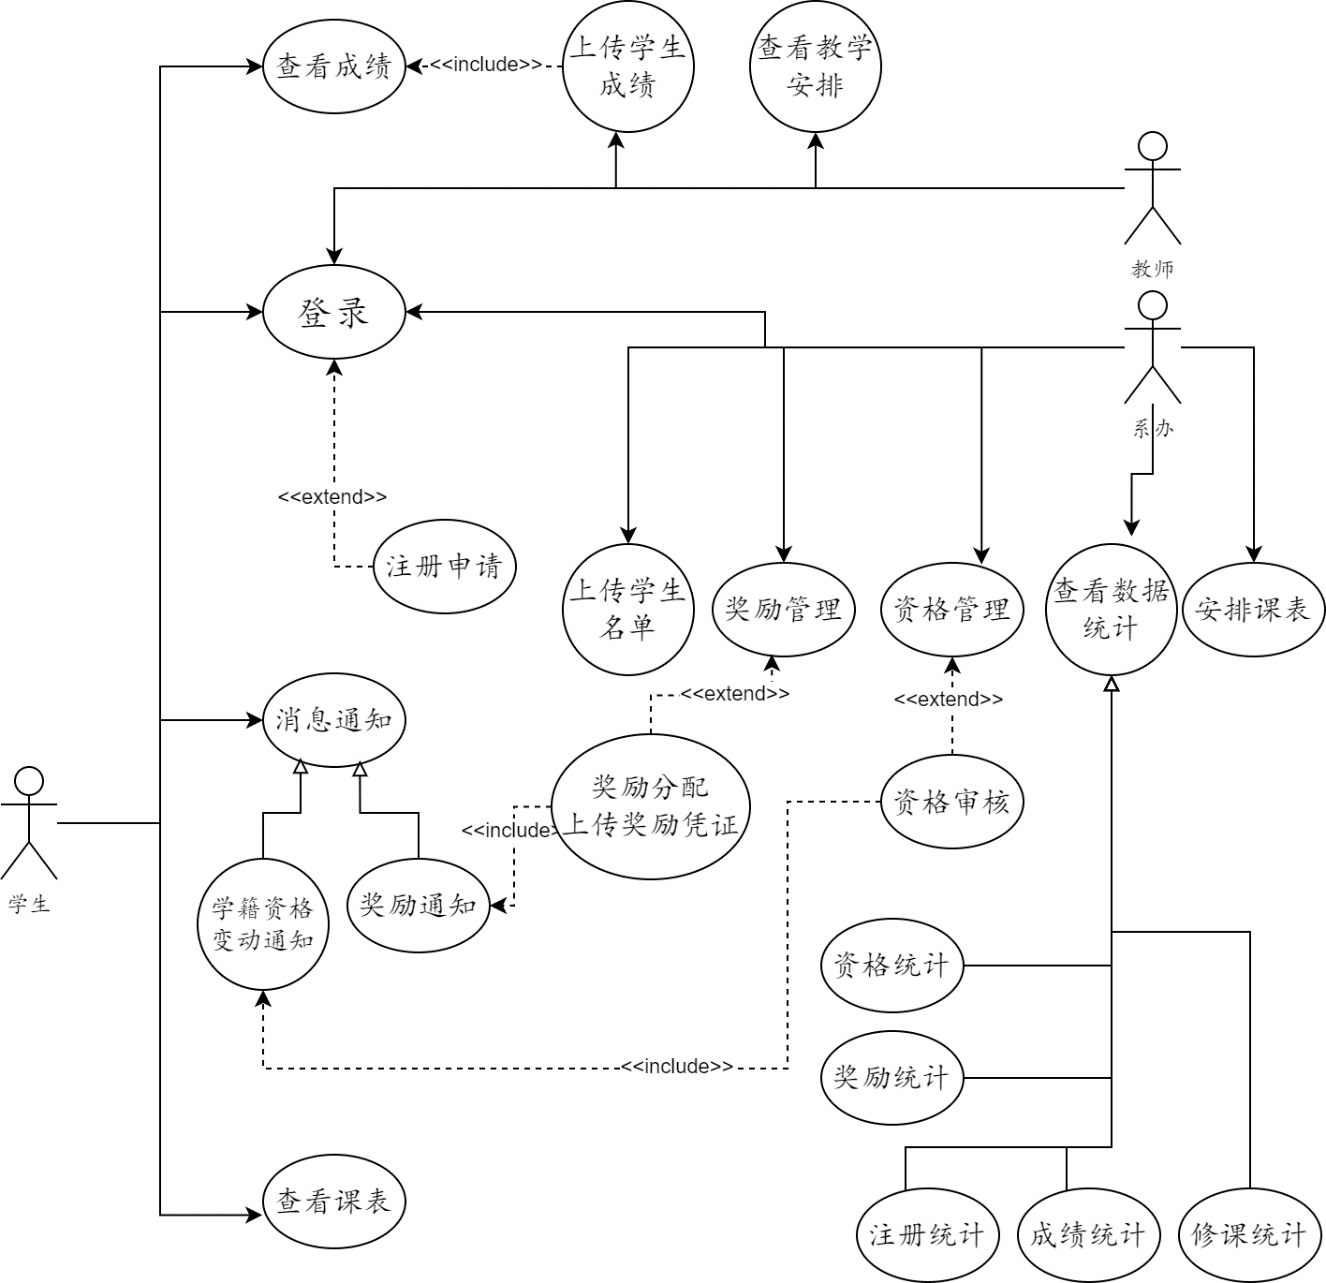 查看成绩
<<include>>
上传学生
成绩
查看教学
安排
教师
登录
系办
<<extend>>
注册申请
上传学生
名单
奖励管理
资格管理
查看数据
统计
安排课表
<<extend>>
<<extend>>
消息通知
奖励分配
上传奖励凭证
<<include>
资格审核
学生
学籍资格
变动通知
奖励通知
资格统计
<<include>>
奖励统计
查看课表
注册统计
成绩统计
修课统计